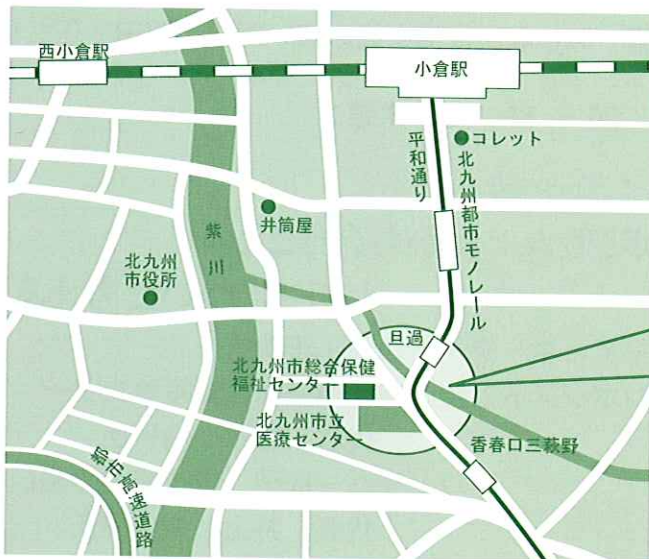 西小倉駅
小倉駅
コレット
平和通り
北九州都市モノレール
井筒屋
紫川
北九州
市役所
旦過
北九州市総合保健
福祉センター
北九州市立
医療センター
香春口三萩野
都市高速道路